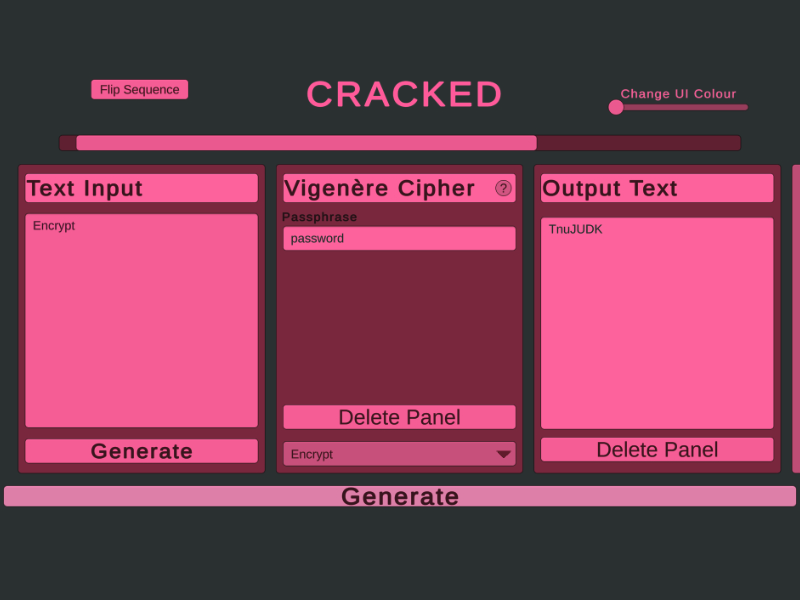 Flip Sequence
CRACKED
Change UI Colour
Text Input
Encrypt
Generate
Vigenère Cipher ?
Passphrase
password
Delete Panel
Encrypt
Output Text
TnuJUDK
Delete Panel
Generate